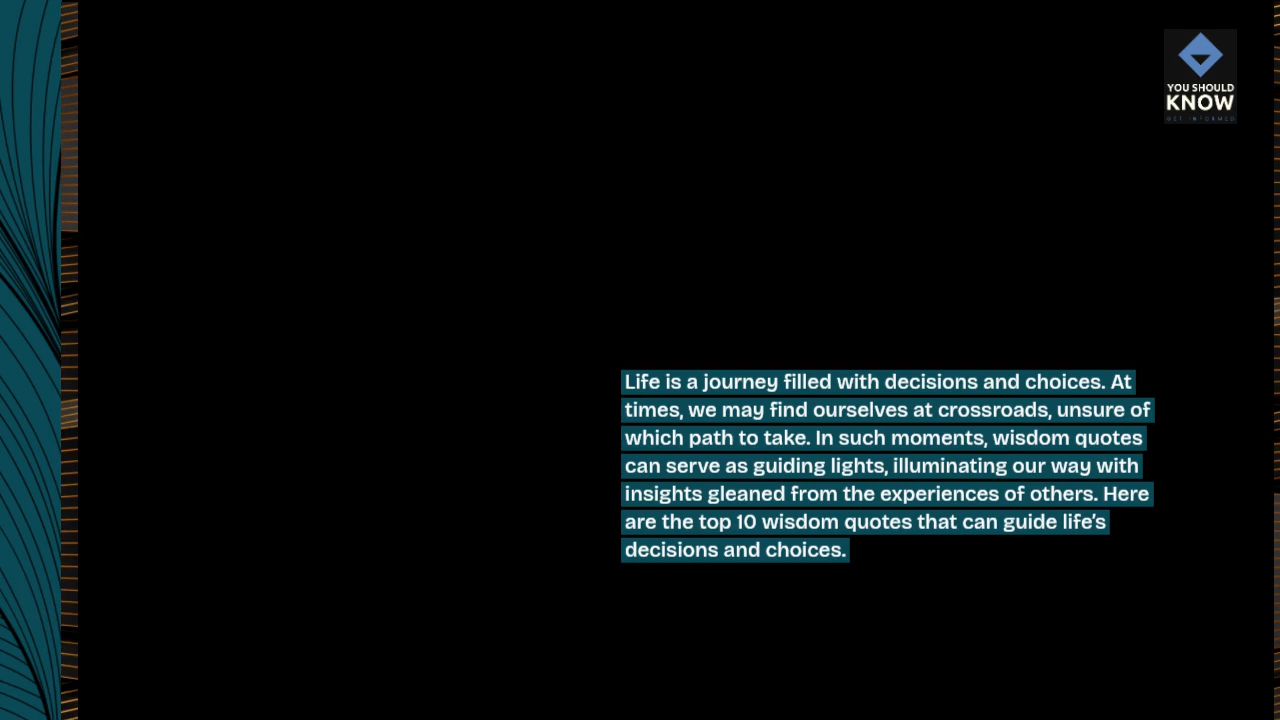 YOU SHOULD
KNOW
GET INFORMED
Life is a journey filled with decisions and choices. At
times, we may find ourselves at crossroads, unsure of
which path to take. In such moments, wisdom quotes
can serve as guiding lights, illuminating our way with
insights gleaned from the experiences of others. Here
are the top 10 wisdom quotes that can guide life’s
decisions and choices.